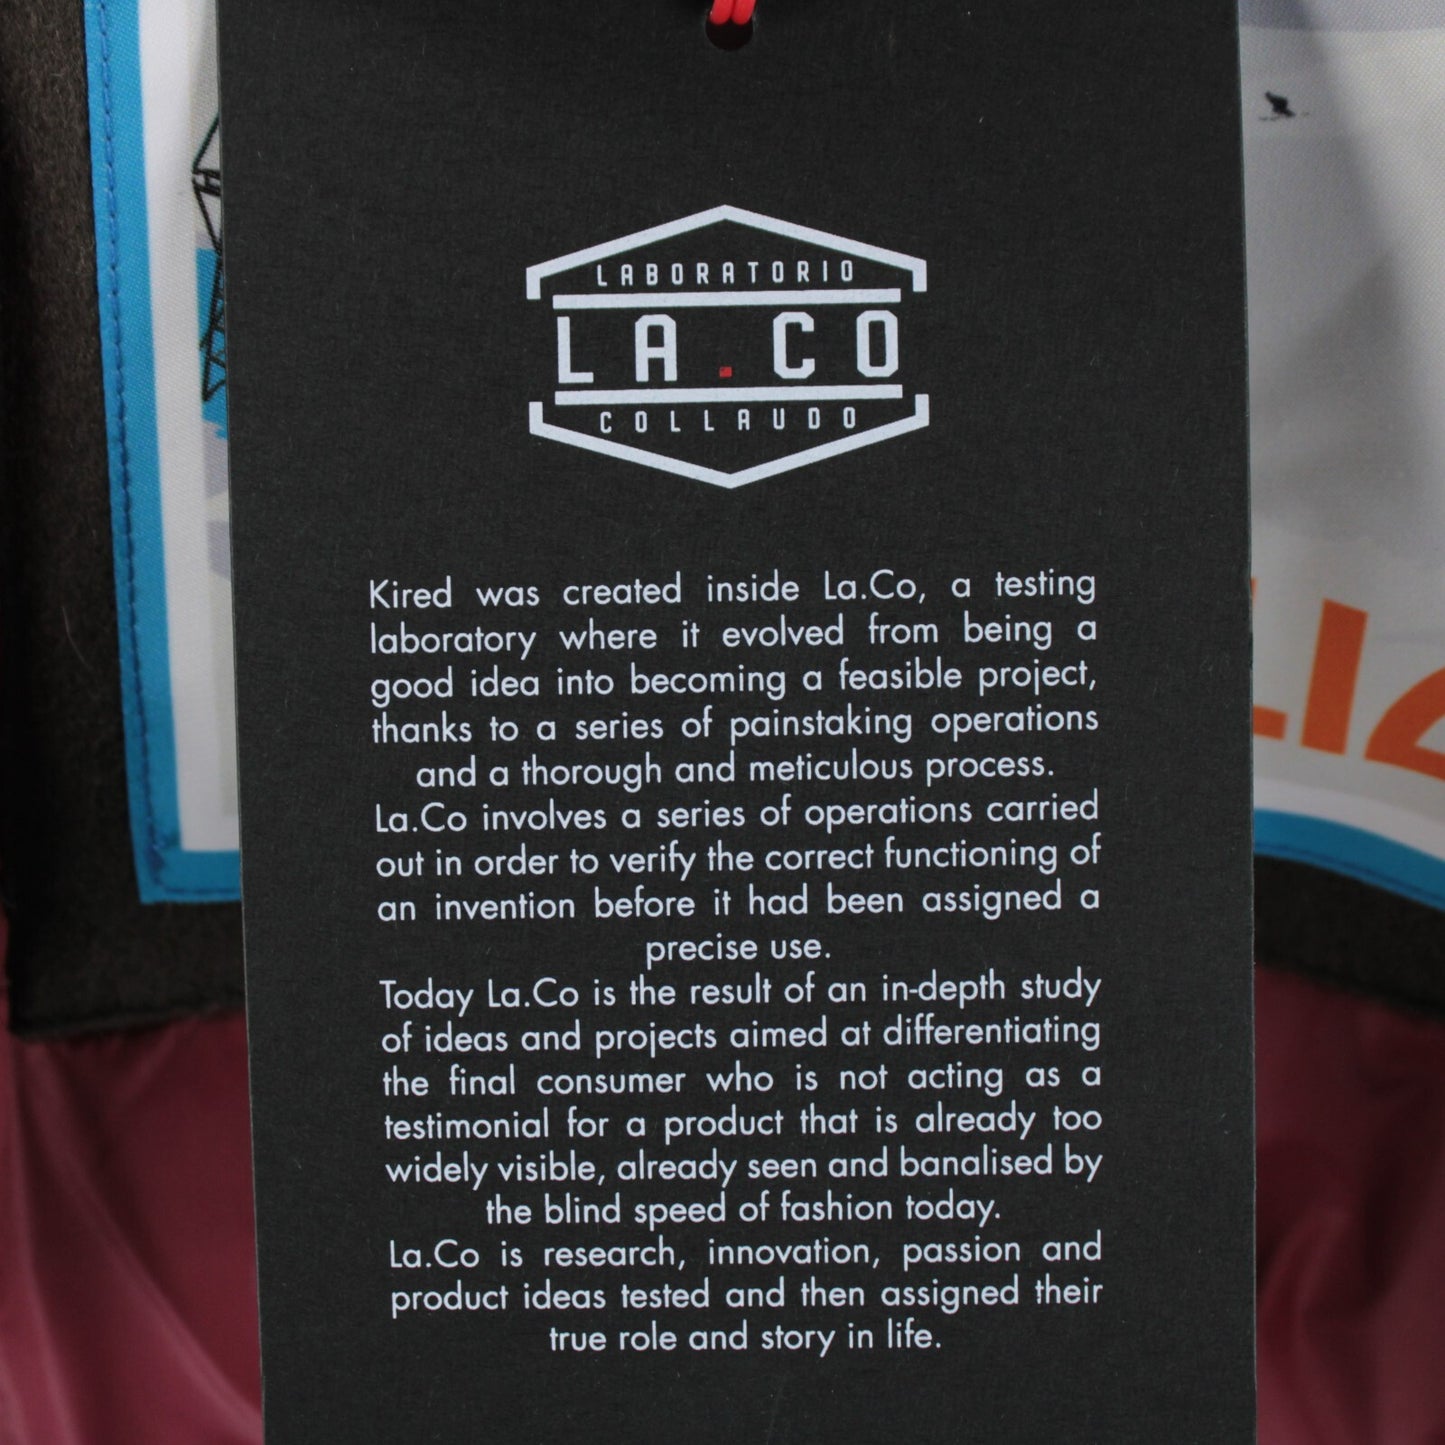 LABORATORIO
LA.CO
COLLAUDO
Kired was created inside La.Co, a testing
laboratory where it evolved from being a
good idea into becoming a feasible project,
thanks to a series of painstaking operations
and a thorough and meticulous process.
La.Co involves a series of operations carried
out in order to verify the correct functioning of
an invention before it had been assigned a
precise use.
Today La.Co is the result of an in-depth study
of ideas and projects aimed at differentiating
the final consumer who is not acting as a
testimonial for a product that is already too
widely visible, already seen and banalised by
the blind speed of fashion today.
La.Co is research, innovation, passion and
product ideas tested and then assigned their
true role and story in life.